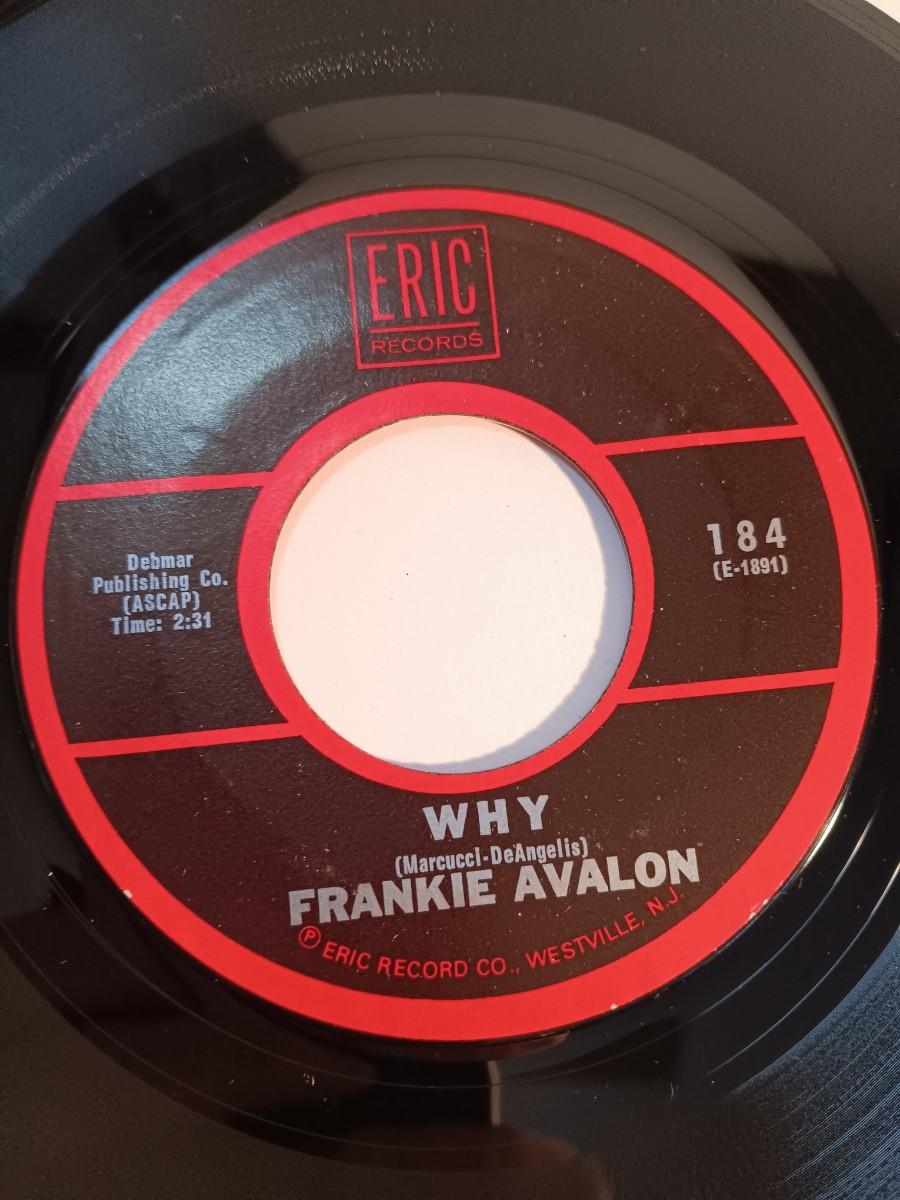 ERIC
RECORDS
Debmar
Publishing Co.
(ASCAP)
Time: 2:31
184
(E-1891)
WHY
(Marcucci-DeAngelis)
FRANKIE AVALON
Ⓟ ERIC RECORD CO., WESTVILLE, N.J.